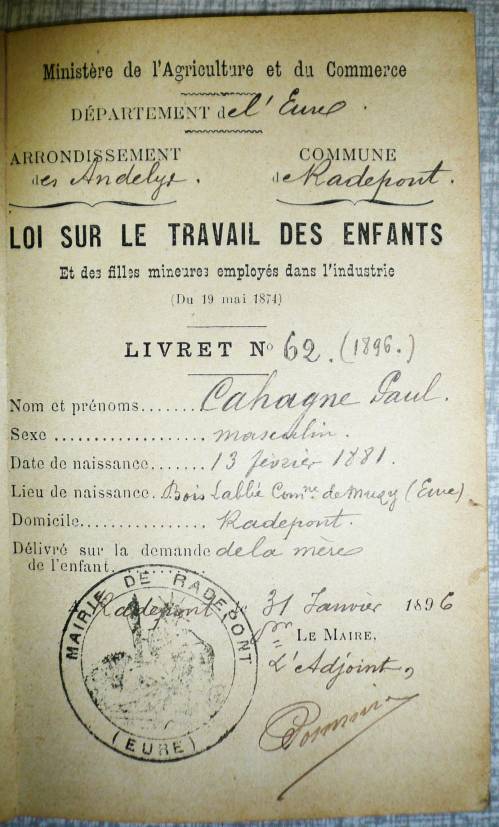 Ministère de l'Agriculture et du Commerce
DÉPARTEMENT de l'Eure.
ARRONDISSEMENT
des Andelys.
COMMUNE
de Radepont.
LOI SUR LE TRAVAIL DES ENFANTS
Et des filles mineures employés dans l'industrie
(Du 19 mai 1874)
LIVRET No 62. (1896.)
Nom et prénoms....... Cahagne Paul.
Sexe .................. masculin.
Date de naissance....... 13 février 1881.
Lieu de naissance. Bois Labbé Comne de (Eure)
Domicile............... Radepont.
Délivré sur la demande de la mère
de l'enfant............
Radepont le 31 Janvier 1896
LE MAIRE,
L'Adjoint,
MAIRIE DE RADEPONT
(EURE)